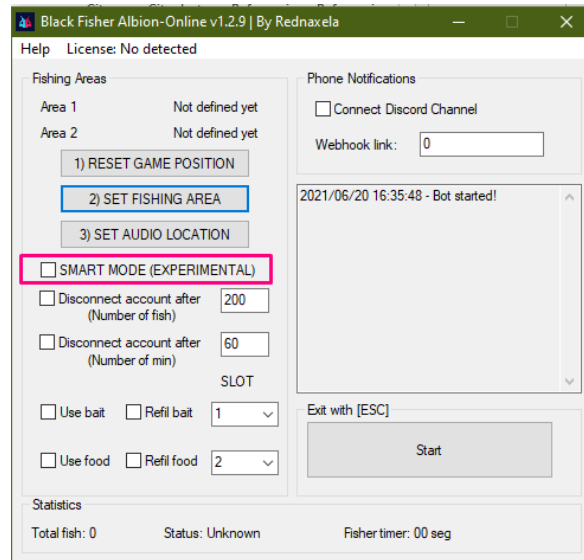 Black Fisher Albion-Online v1.2.9 | By Rednaxela
Help License: No detected
Fishing Areas
Area 1 Not defined yet
Area 2 Not defined yet
1) RESET GAME POSITION
2) SET FISHING AREA
3) SET AUDIO LOCATION
SMART MODE (EXPERIMENTAL)
Disconnect account after 200
(Number of fish)
Disconnect account after 60
(Number of min)
SLOT
Use bait Refil bait 1
Use food Refil food 2
Phone Notifications
Connect Discord Channel
Webhook link: 0
2021/06/20 16:35:48 - Bot started!
Exit with [ESC]
Start
Statistics
Total fish: 0 Status: Unknown Fisher timer: 00 seg